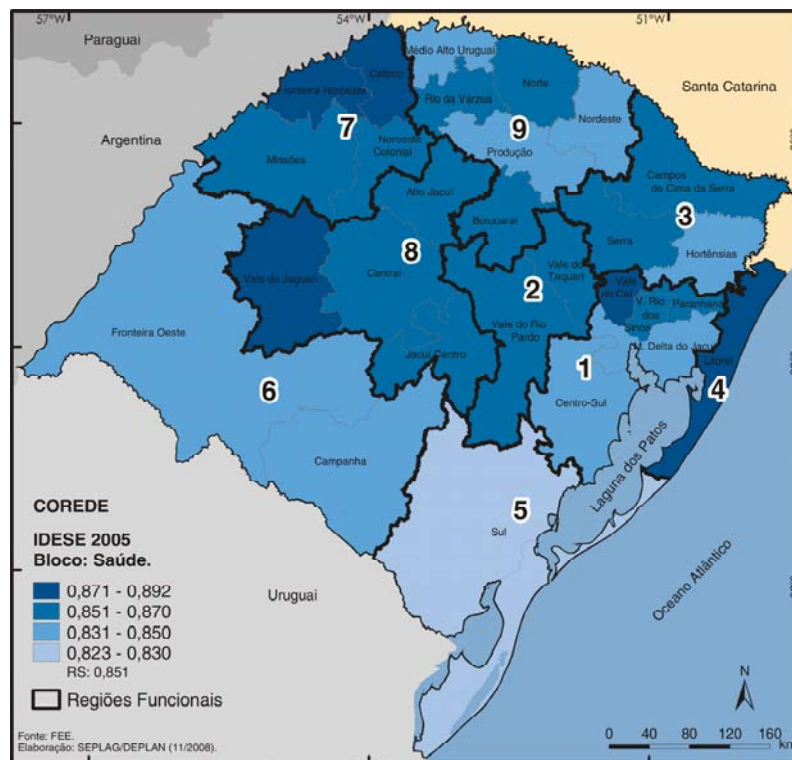 57°W
54°W
51°W
Paraguai
Argentina
Santa Catarina
Médio Alto Uruguai
Norte
Celeiro
Fronteira Noroeste
Rio da Várzea
Nordeste
7
9
Noroeste
Colonial
Produção
Missões
Campos
de Cima da Serra
Alto Jacuí
3
Botucaraí
8
Serra
Hortênsias
Vale do Jaguari
Central
Vale do
Taquari
2
Vale
do Caí
V. Rio
dos
Sinos
Paranhana
Fronteira Oeste
Vale do Rio
Pardo
M. Delta do Jacuí
Litoral
Jacuí Centro
1
4
6
Centro-Sul
Campanha
Laguna dos Patos
5
Sul
Oceano Atlântico
Uruguai
COREDE
IDESE 2005
Bloco: Saúde.
0,871 - 0,892
0,851 - 0,870
0,831 - 0,850
0,823 - 0,830
RS: 0,851
Regiões Funcionais
Fonte: FEE.
Elaboração: SEPLAG/DEPLAN (11/2008).
N
0 40 80 120 160
km